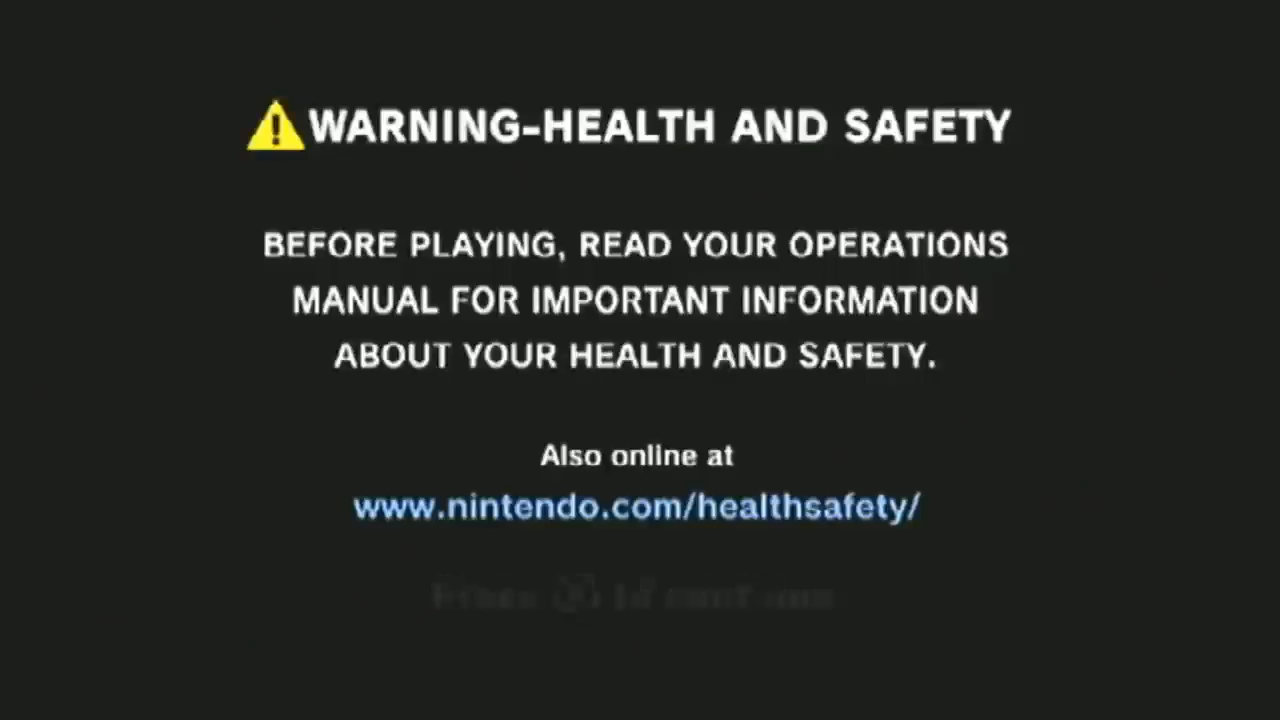 WARNING-HEALTH AND SAFETY
BEFORE PLAYING, READ YOUR OPERATIONS
MANUAL FOR IMPORTANT INFORMATION
ABOUT YOUR HEALTH AND SAFETY.
Also online at
www.nintendo.com/healthsafety/